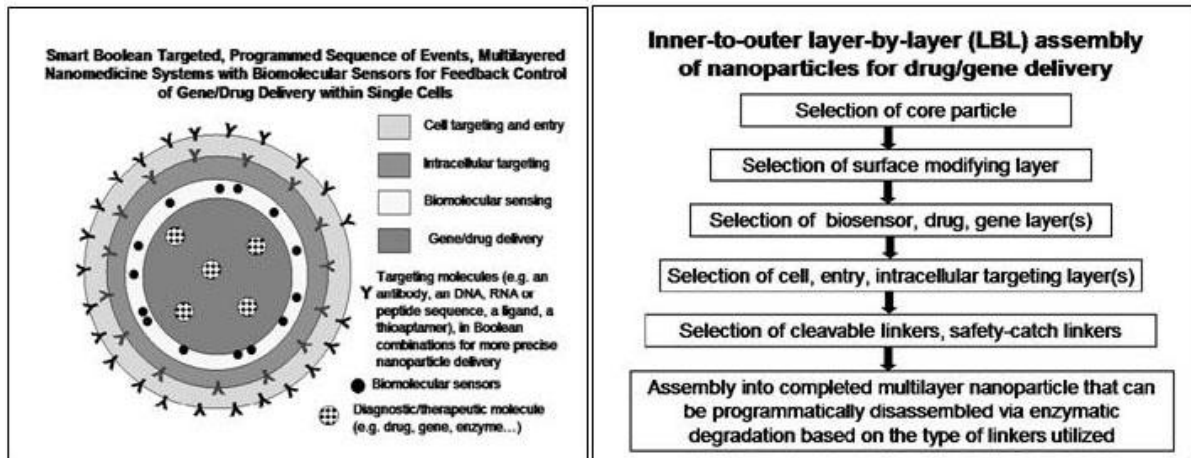 Smart Boolean Targeted, Programmed Sequence of Events, Multilayered
Nanomedicine Systems with Biomolecular Sensors for Feedback Control
of Gene/Drug Delivery within Single Cells
Cell targeting and entry
Intracellular targeting
Biomolecular sensing
Gene/drug delivery
Targeting molecules (e.g. an
antibody, an DNA, RNA or
peptide sequence, a ligand, a
thioaptamer), in Boolean
combinations for more precise
nanoparticle delivery
Biomolecular sensors
Diagnostic/therapeutic molecule
(e.g. drug, gene, enzyme...)
Inner-to-outer layer-by-layer (LBL) assembly
of nanoparticles for drug/gene delivery
Selection of core particle
Selection of surface modifying layer
Selection of biosensor, drug, gene layer(s)
Selection of cell, entry, intracellular targeting layer(s)
Selection of cleavable linkers, safety-catch linkers
Assembly into completed multilayer nanoparticle that can
be programmatically disassembled via enzymatic
degradation based on the type of linkers utilized